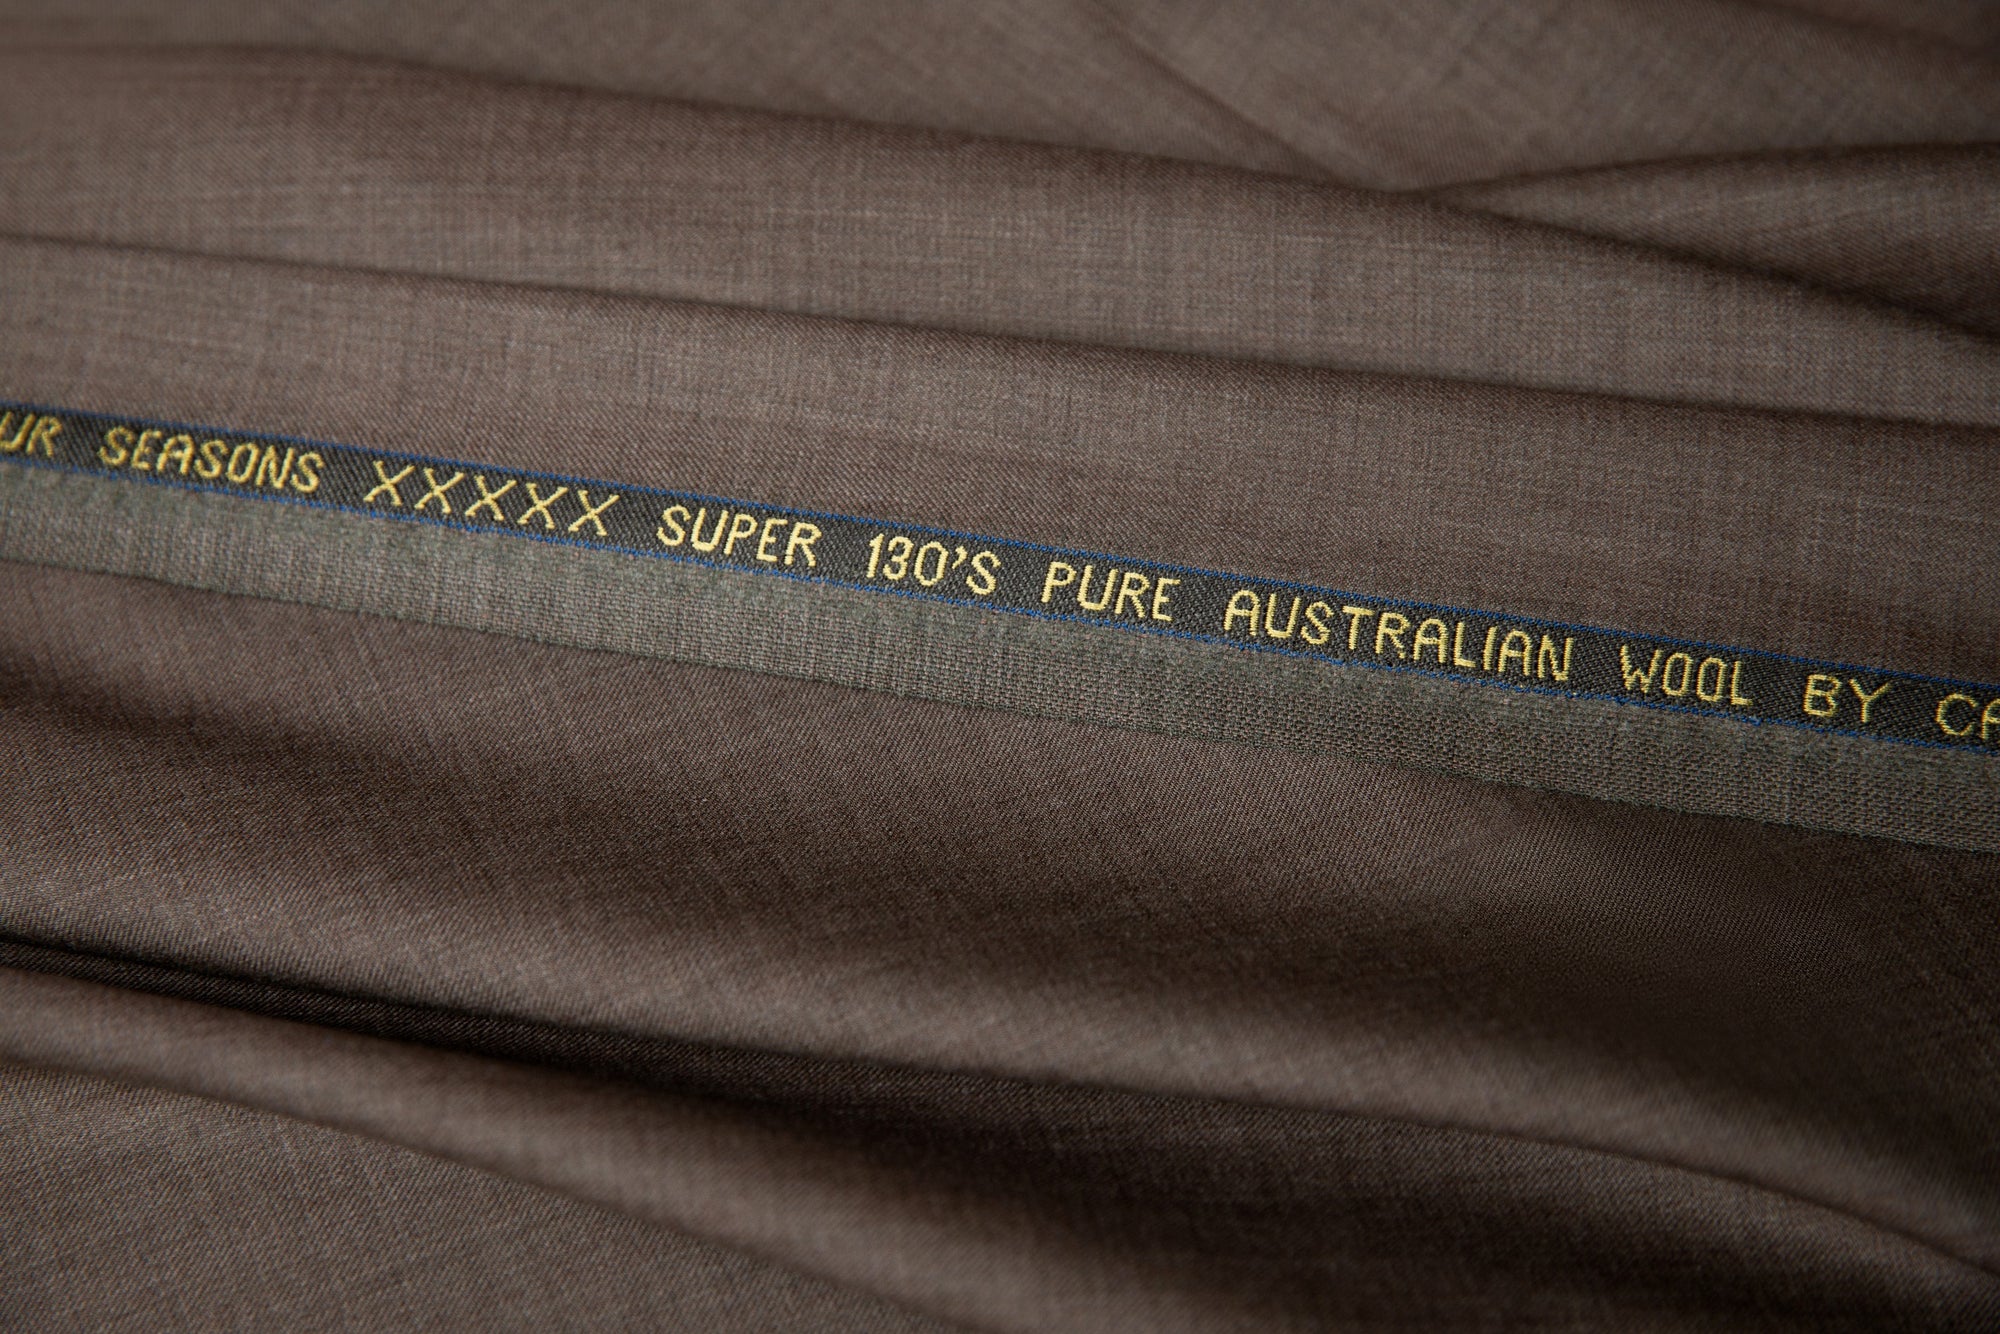 UR SEASONS XXXXX SUPER 130'S PURE AUSTRALIAN WOOL BY CA